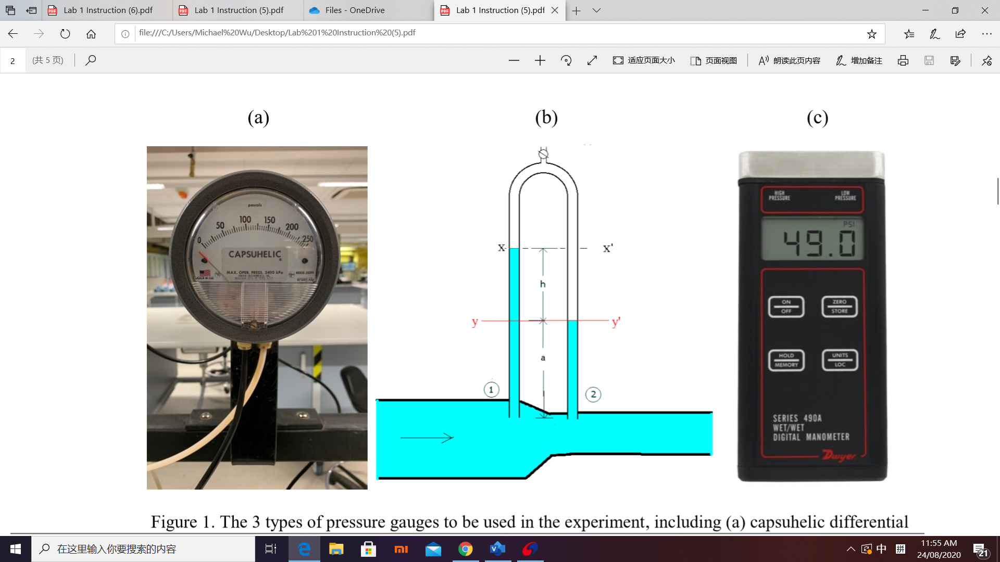 Lab 1 Instruction (6).pdf
Lab 1 Instruction (5).pdf
Files - OneDrive
Lab 1 Instruction (5).pdf
file:///C:/Users/Michael%20Wu/Desktop/Lab%201%20Instruction%20(5).pdf
2 (共 5 页)
适应页面大小
页面视图
朗读此页内容
增加备注
(a)
(b)
(c)
pascals
0 50 100 150 200 250
CAPSUHELIC
MAX. OPER. PRESS. 3400 kPa
x x'
h
y y'
a
1
2
HIGH PRESSURE
LOW PRESSURE
PSI
49.0
ON OFF
ZERO STORE
HOLD MEMORY
UNITS LOC
SERIES 490A
WET/WET
DIGITAL MANOMETER
Dwyer
Figure 1. The 3 types of pressure gauges to be used in the experiment, including (a) capsuhelic differential
在这里输入你要搜索的内容
mi
中
拼
11:55 AM
24/08/2020
21